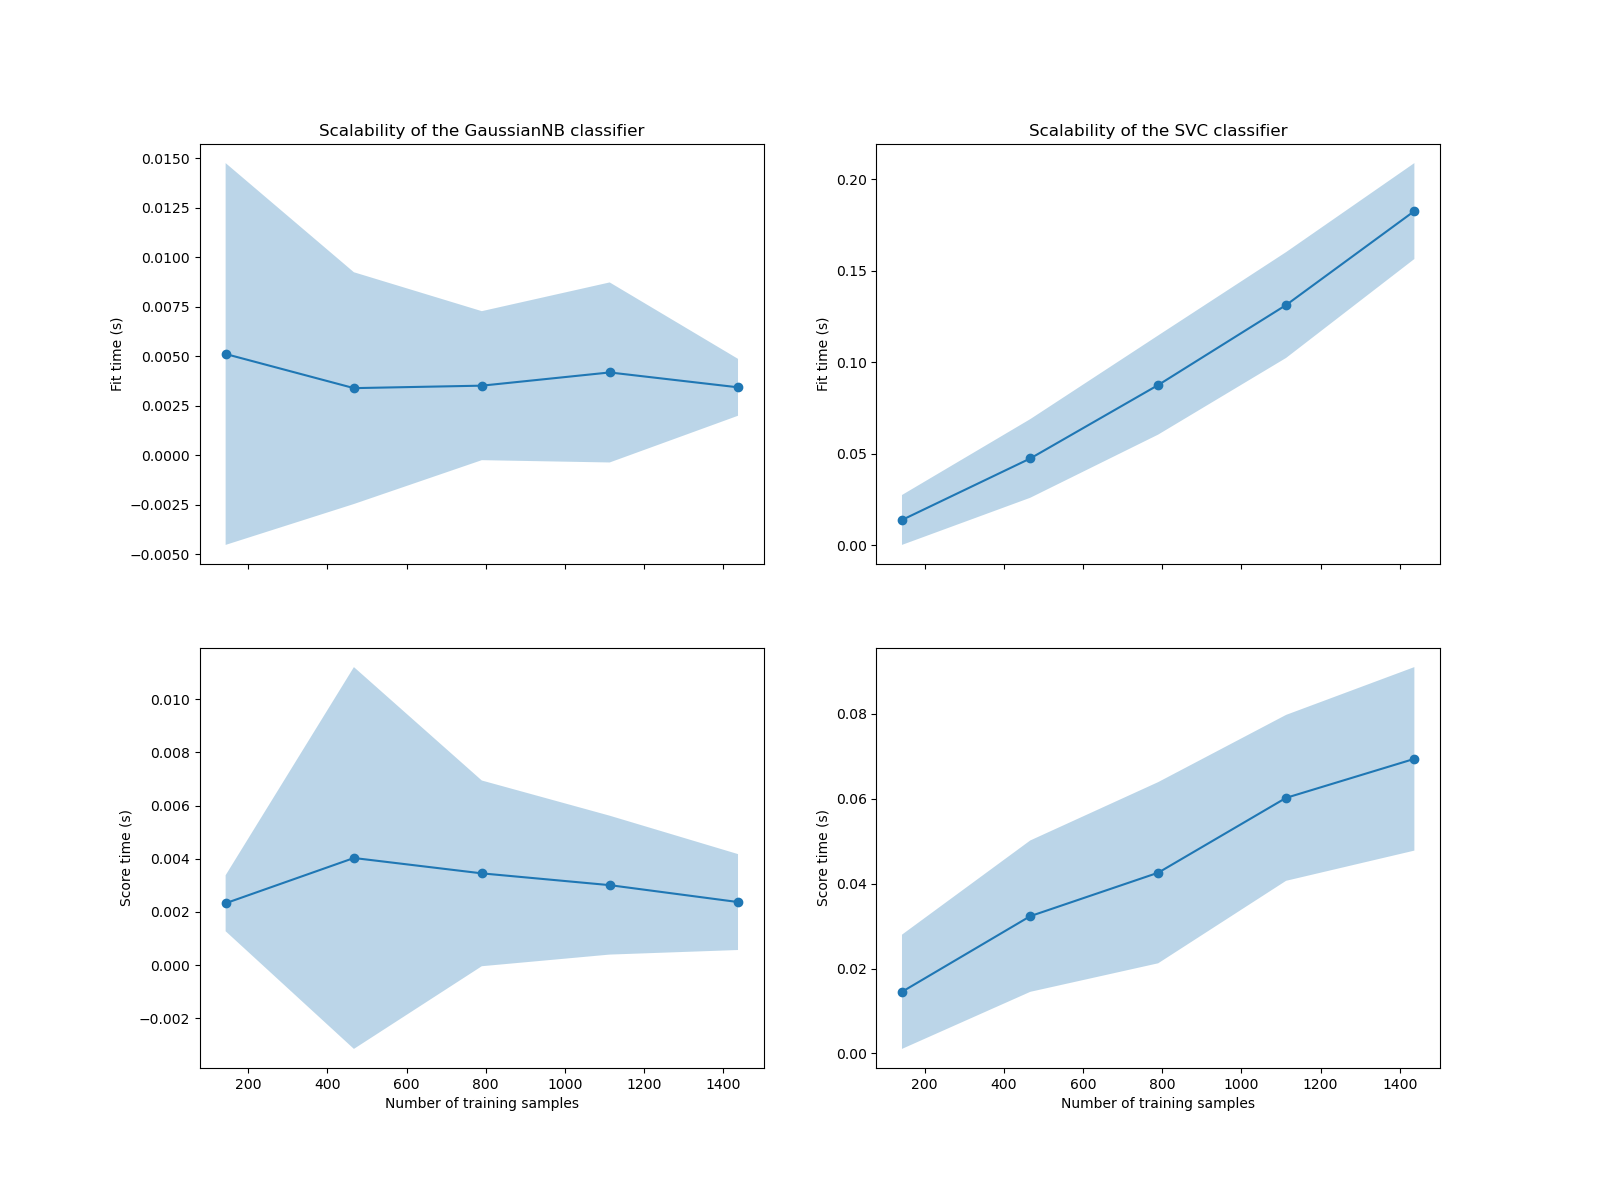 Scalability of the GaussianNB classifier
0.0150
0.0125
0.0100
0.0075
0.0050
0.0025
0.0000
−0.0025
−0.0050
Fit time (s)
Scalability of the SVC classifier
0.20
0.15
0.10
0.05
0.00
Fit time (s)
0.010
0.008
0.006
0.004
0.002
0.000
−0.002
Score time (s)
200 400 600 800 1000 1200 1400
Number of training samples
0.08
0.06
0.04
0.02
0.00
Score time (s)
200 400 600 800 1000 1200 1400
Number of training samples